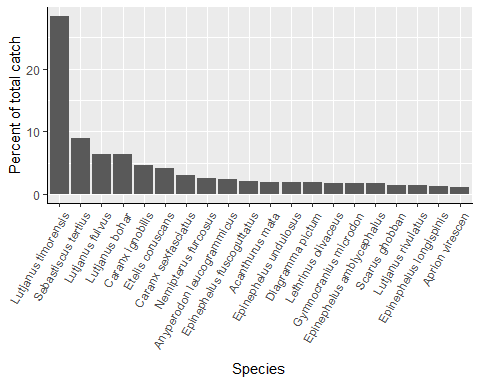 Percent of total catch
20
10
0
Lutjanus timorensis
Sebastiscus tertius
Lutjanus fulvus
Lutjanus bohar
Caranx ignobilis
Etelis coruscans
Caranx sexfasciatus
Nemipterus furcosus
Anyperodon leucogrammicus
Epinephelus fuscoguttatus
Acanthurus mata
Epinephelus undulosus
Diagramma pictum
Lethrinus olivaceus
Gymnocranius microdon
Epinephelus amblycephalus
Scarus ghobban
Lutjanus rivulatus
Epinephelus longispinis
Aprion virescen
Species